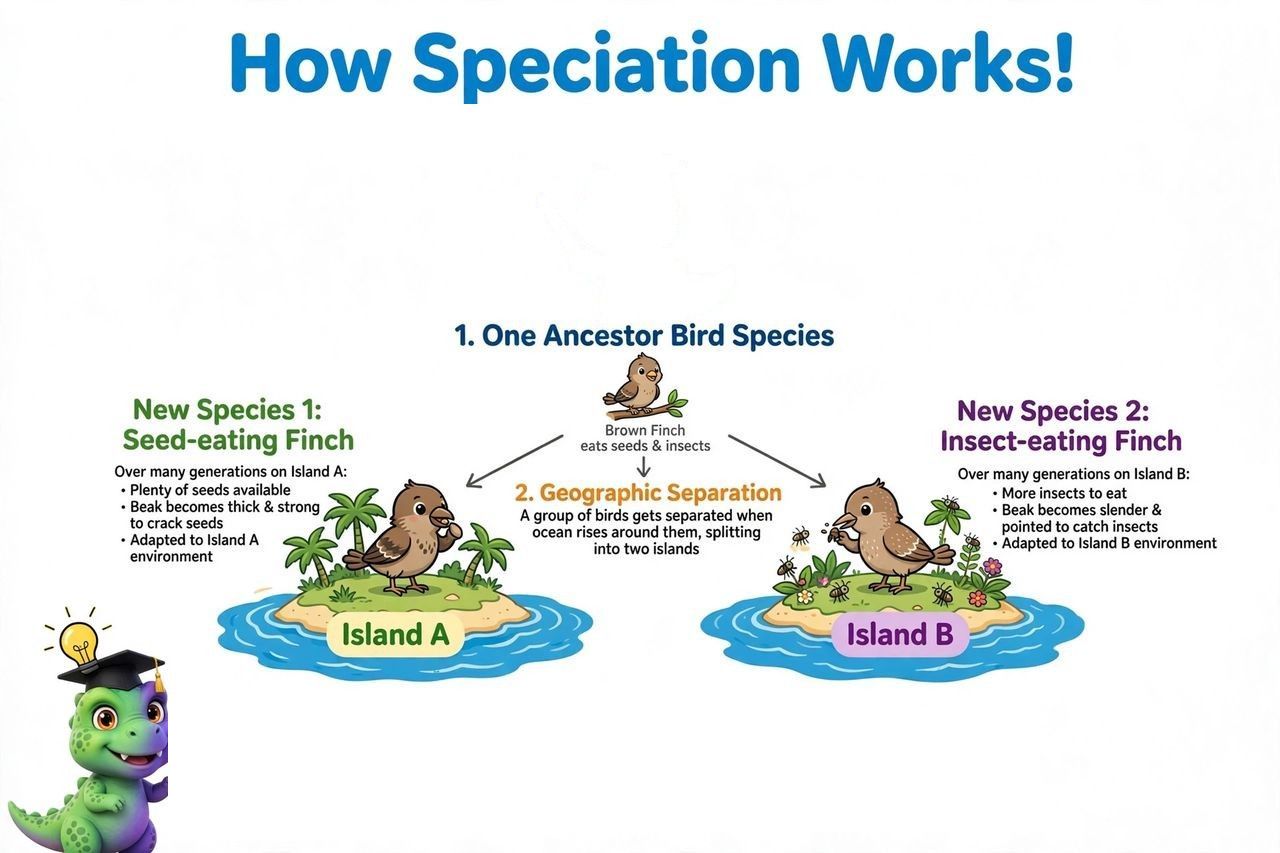 How Speciation Works!
1. One Ancestor Bird Species
Brown Finch
eats seeds & insects
2. Geographic Separation
A group of birds gets separated when
ocean rises around them, splitting
into two islands
New Species 1:
Seed-eating Finch
Over many generations on Island A:
• Plenty of seeds available
• Beak becomes thick & strong
to crack seeds
• Adapted to Island A
environment
Island A
New Species 2:
Insect-eating Finch
Over many generations on Island B:
• More insects to eat
• Beak becomes slender &
pointed to catch insects
• Adapted to Island B environment
Island B